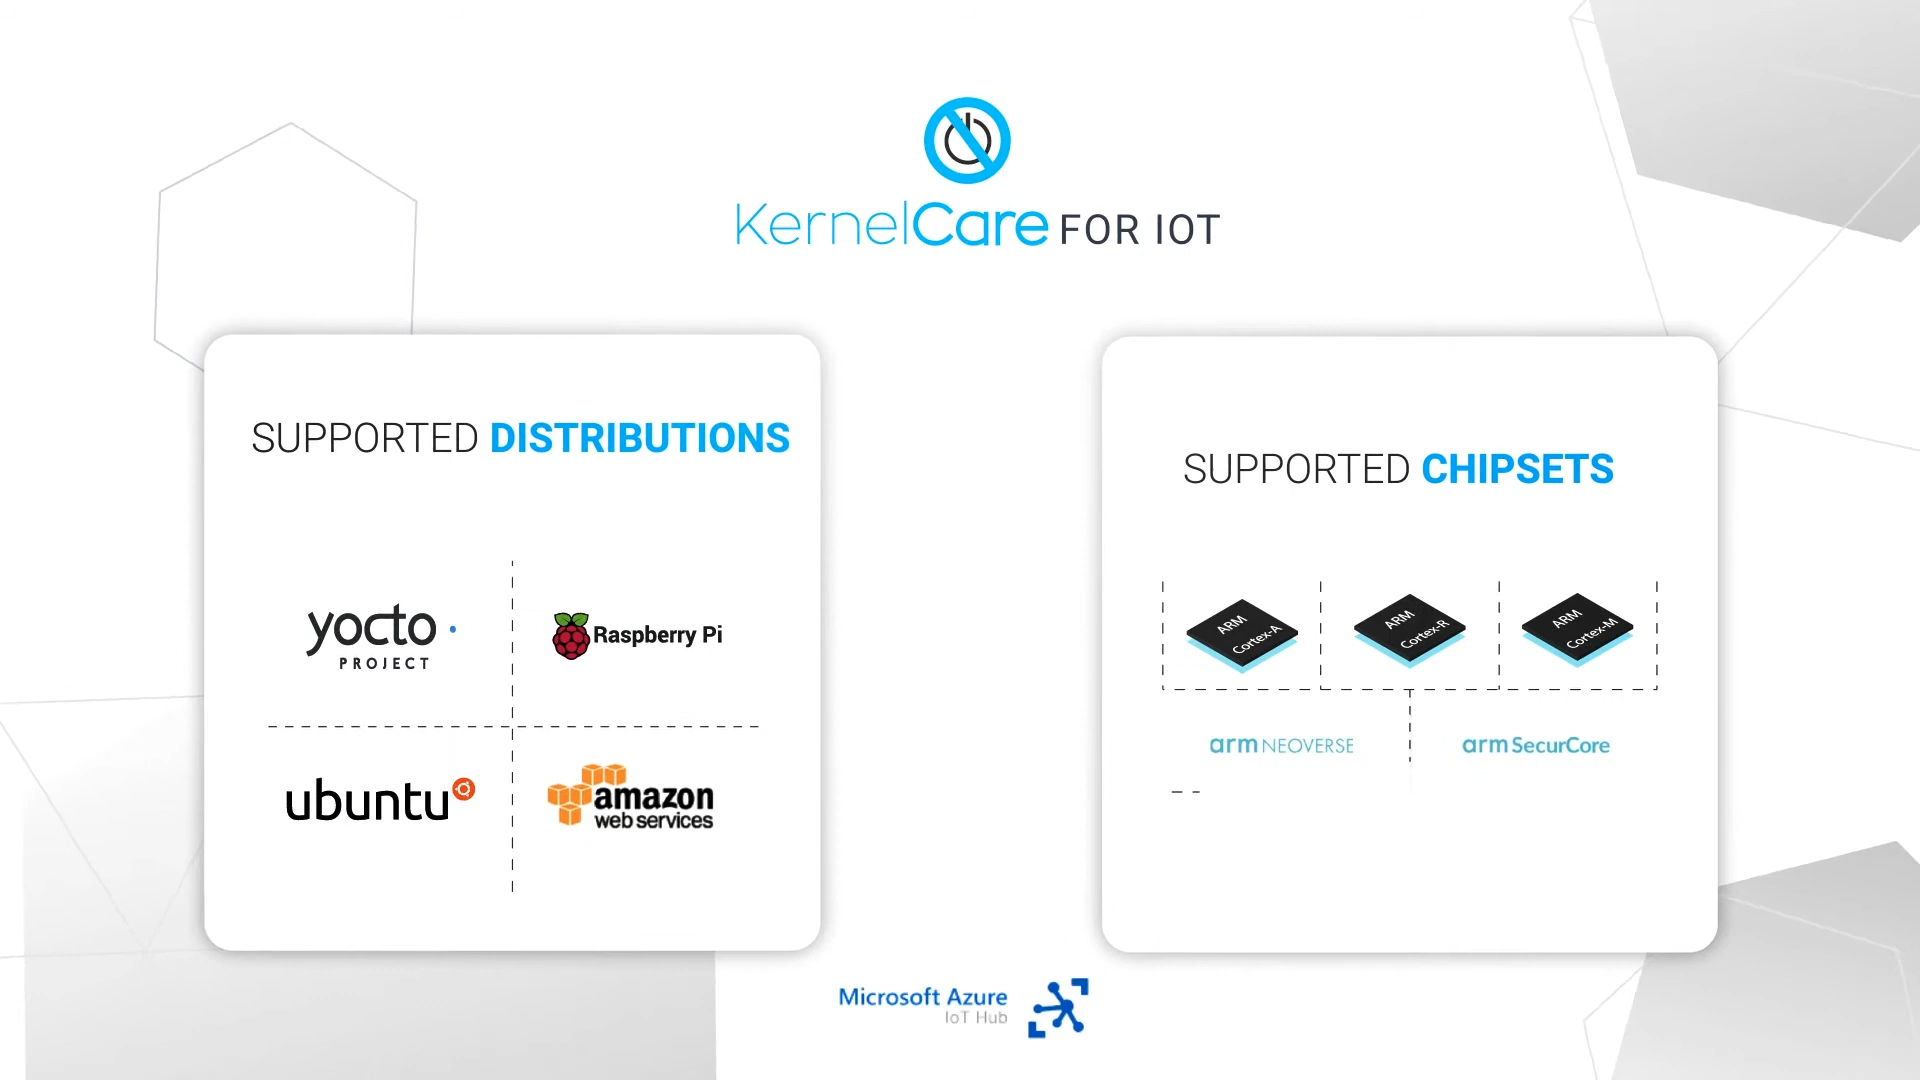 KernelCare FOR IOT
SUPPORTED DISTRIBUTIONS
yocto
PROJECT
Raspberry Pi
ubuntu
amazon
web services
SUPPORTED CHIPSETS
ARM
Cortex-A
ARM
Cortex-R
ARM
Cortex-M
arm NEOVERSE
arm SecurCore
Microsoft Azure
IoT Hub